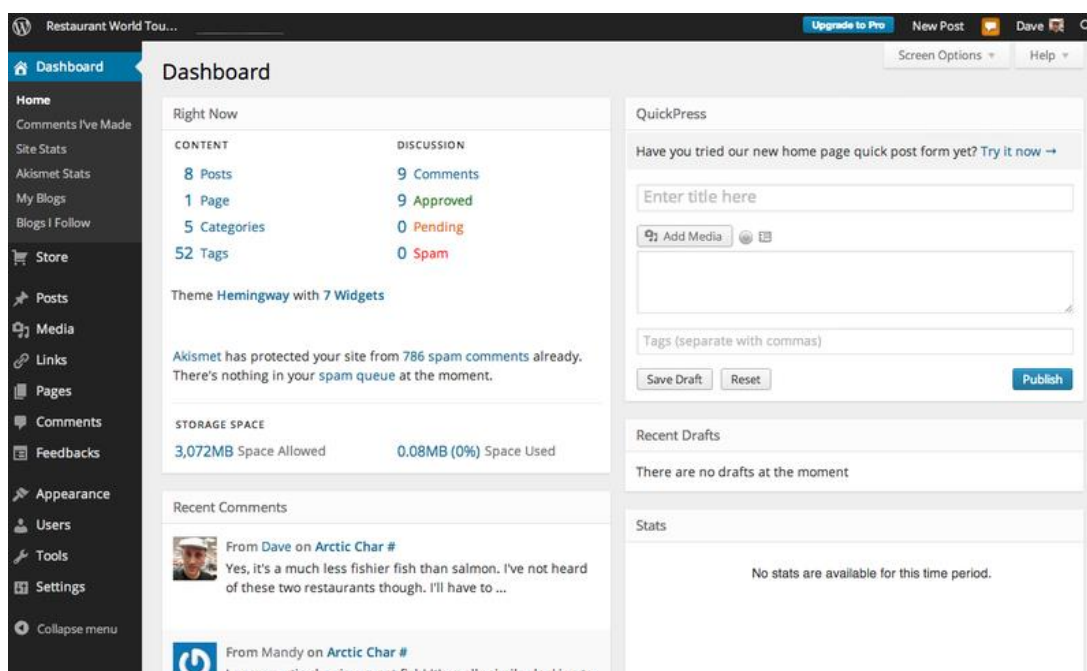 Restaurant World Tou...
Upgrade to Pro
New Post
Dave
Screen Options
Help
Dashboard
Home
Comments I've Made
Site Stats
Akismet Stats
My Blogs
Blogs I Follow
Store
Posts
Media
Links
Pages
Comments
Feedbacks
Appearance
Users
Tools
Settings
Collapse menu
Dashboard
Right Now
CONTENT
DISCUSSION
8 Posts
9 Comments
1 Page
9 Approved
5 Categories
0 Pending
52 Tags
0 Spam
Theme Hemingway with 7 Widgets
Akismet has protected your site from 786 spam comments already.
There's nothing in your spam queue at the moment.
STORAGE SPACE
3,072MB Space Allowed
0.08MB (0%) Space Used
Recent Comments
From Dave on Arctic Char #
Yes, it's a much less fishier fish than salmon. I've not heard
of these two restaurants though. I'll have to ...
From Mandy on Arctic Char #
QuickPress
Have you tried our new home page quick post form yet? Try it now →
Enter title here
Add Media
Tags (separate with commas)
Save Draft
Reset
Publish
Recent Drafts
There are no drafts at the moment
Stats
No stats are available for this time period.